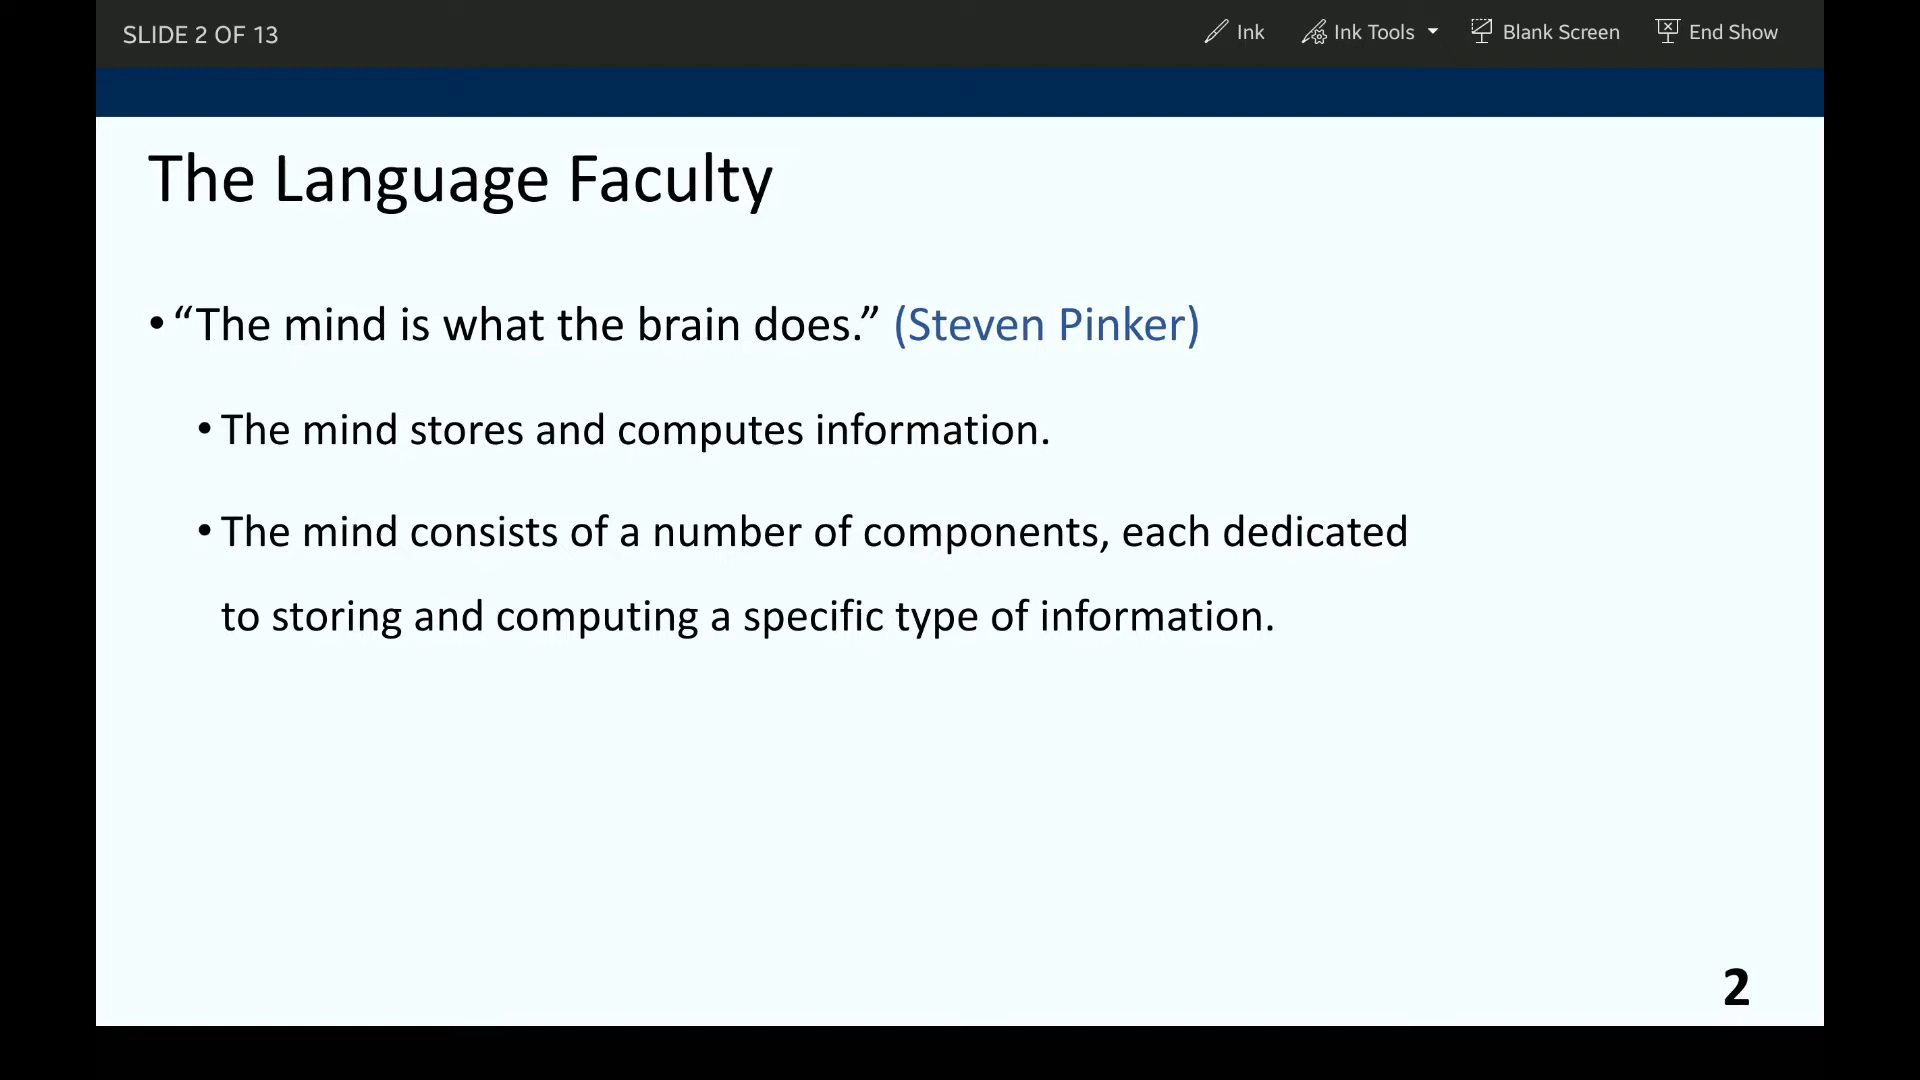 SLIDE 2 OF 13
Ink
Ink Tools
Blank Screen
End Show
The Language Faculty
• “The mind is what the brain does.” (Steven Pinker)
• The mind stores and computes information.
• The mind consists of a number of components, each dedicated
to storing and computing a specific type of information.
2